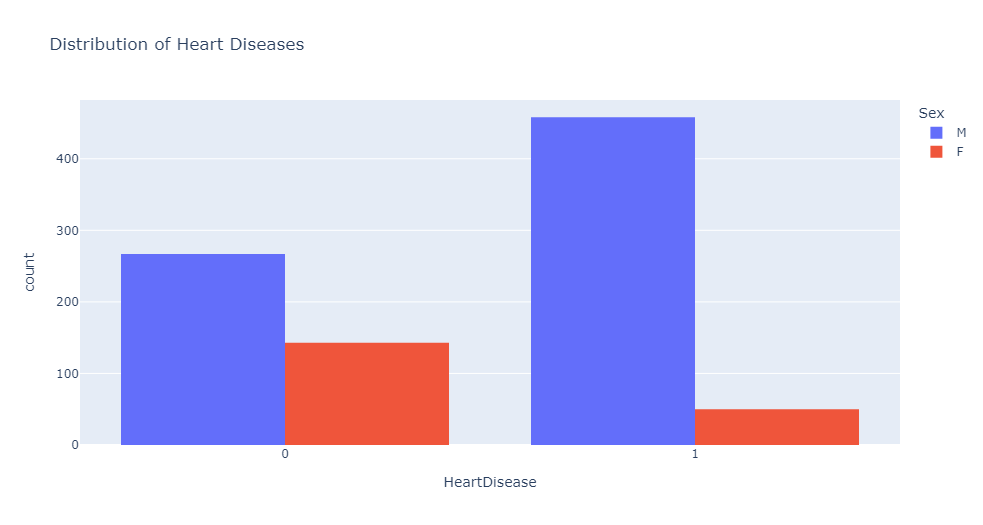 Distribution of Heart Diseases
Sex
M
F
400
300
200
100
0
count
0
1
HeartDisease